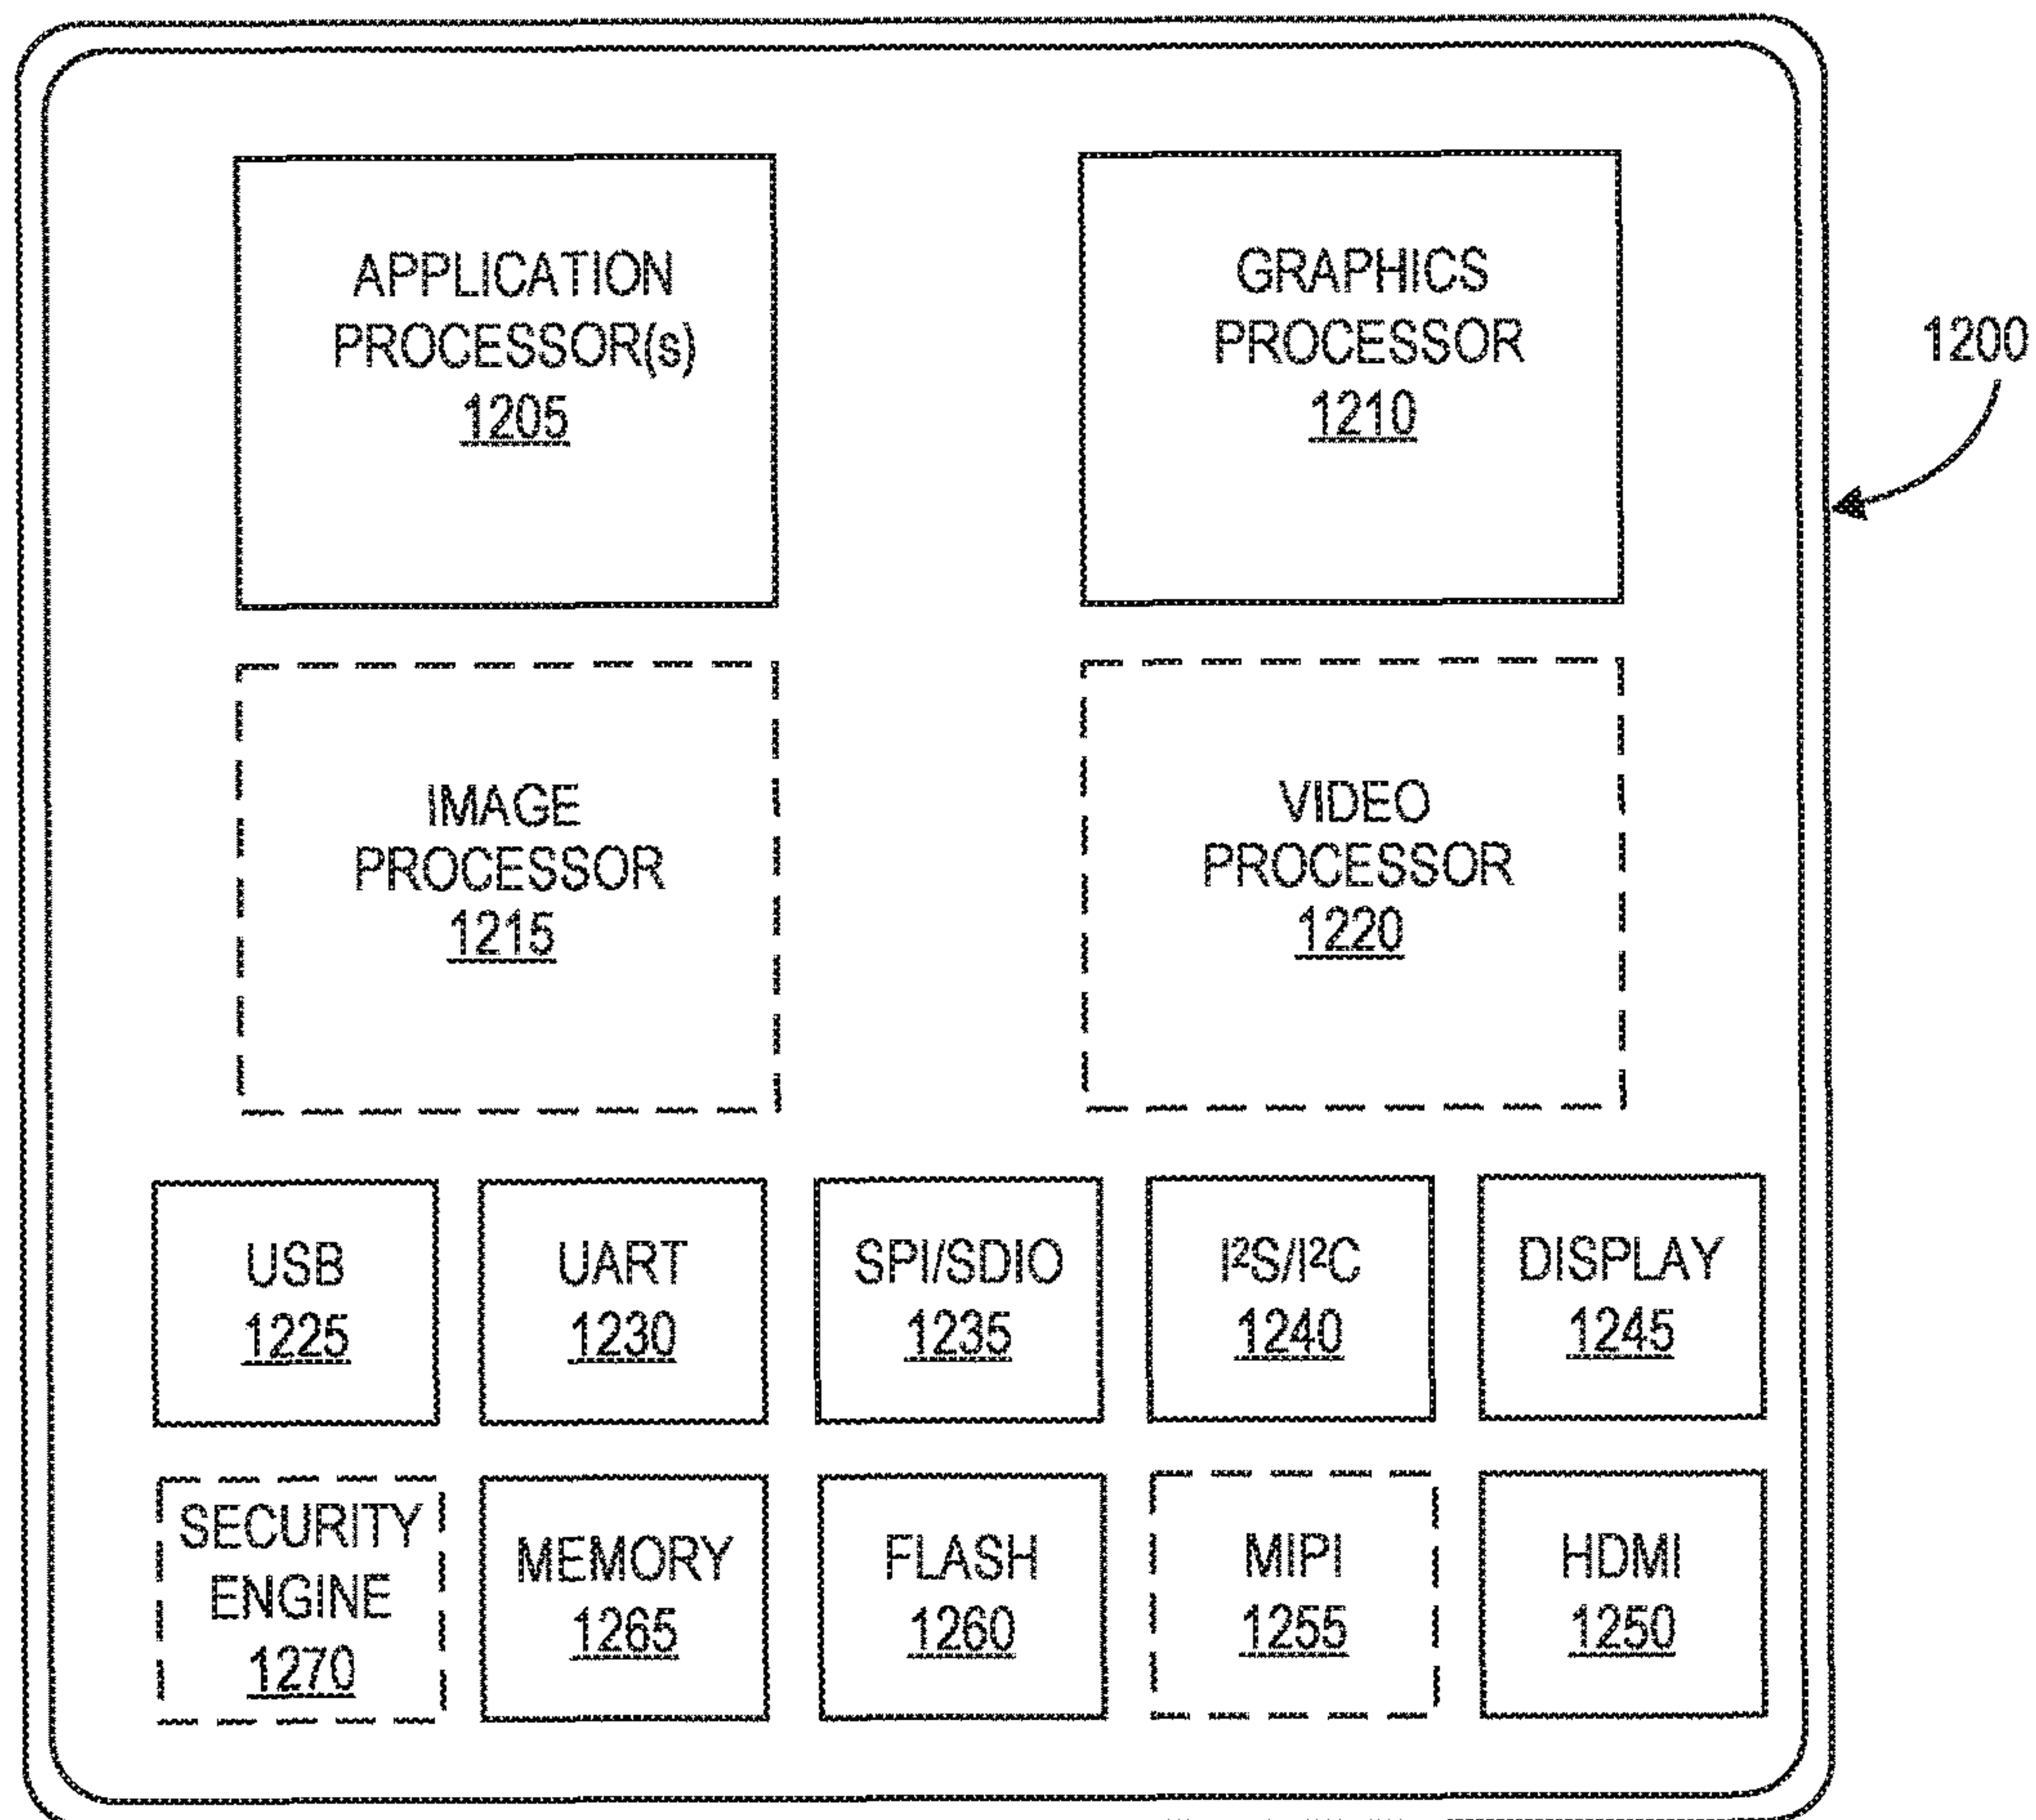 APPLICATION
PROCESSOR(s)
1205
GRAPHICS
PROCESSOR
1210
1200
IMAGE
PROCESSOR
1215
VIDEO
PROCESSOR
1220
USB
1225
UART
1230
SPI/SDIO
1235
I²S/I²C
1240
DISPLAY
1245
SECURITY
ENGINE
1270
MEMORY
1265
FLASH
1260
MIPI
1255
HDMI
1250